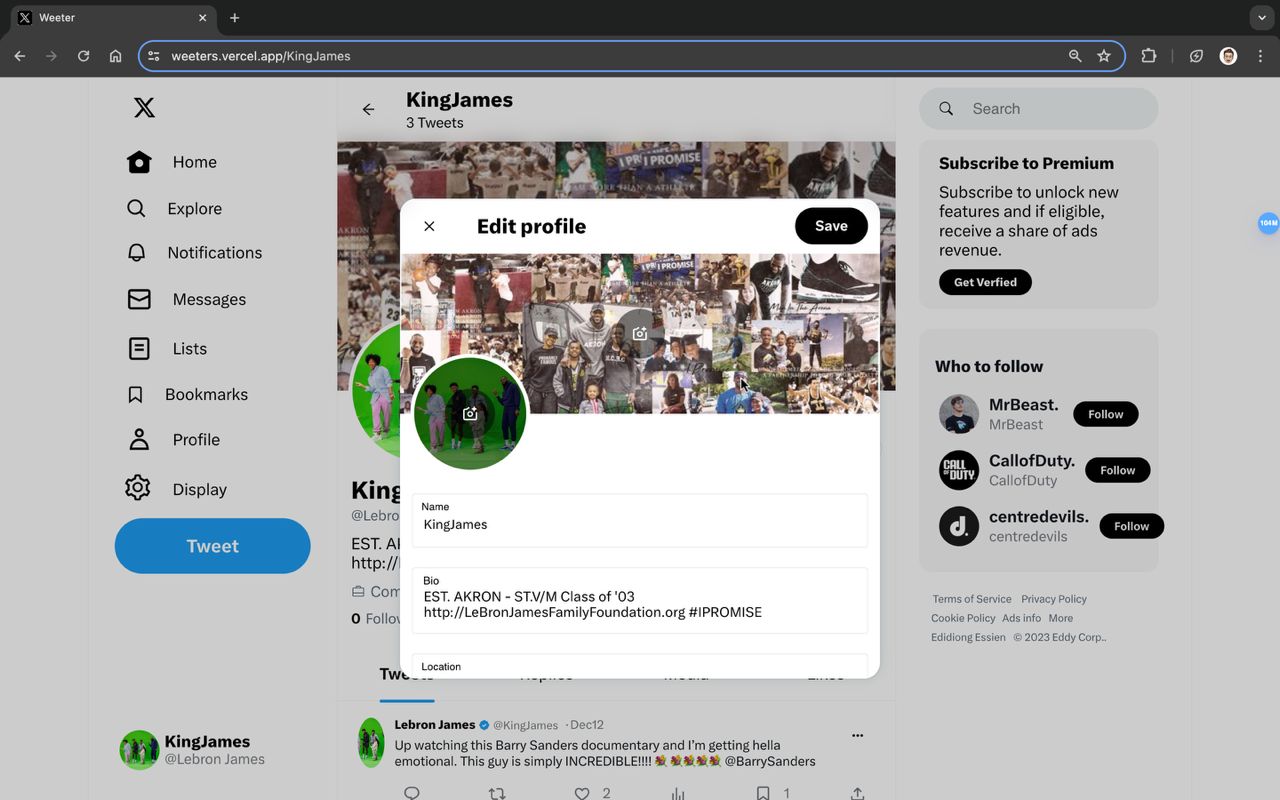 Weeter
weeters.vercel.app/KingJames
104M
Home
Explore
Notifications
Messages
Lists
Bookmarks
Profile
Display
Tweet
KingJames
@Lebron James
KingJames
3 Tweets
I PROMISE
Edit profile
Save
Name
KingJames
Bio
EST. AKRON - ST.V/M Class of '03
http://LeBronJamesFamilyFoundation.org #IPROMISE
Location
King
@Lebro
EST. A
http://
Com
0 Follow
Tweets
Replies
Media
Likes
Lebron James @KingJames ·Dec12
Up watching this Barry Sanders documentary and I'm getting hella
emotional. This guy is simply INCREDIBLE!!!! 💐 💐💐💐💐 @BarrySanders
2
1
Search
Subscribe to Premium
Subscribe to unlock new
features and if eligible,
receive a share of ads
revenue.
Get Verfied
Who to follow
MrBeast.
MrBeast
Follow
CALL OF DUTY
CallofDuty.
CallofDuty
Follow
d.
centredevils.
centredevils
Follow
Terms of Service Privacy Policy
Cookie Policy Ads info More
Edidiong Essien © 2023 Eddy Corp..